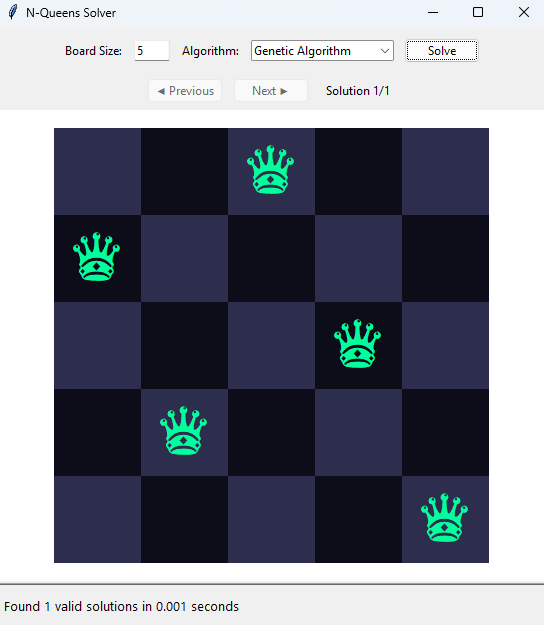 N-Queens Solver
Board Size: 5 Algorithm: Genetic Algorithm Solve
◄ Previous Next ► Solution 1/1
Found 1 valid solutions in 0.001 seconds